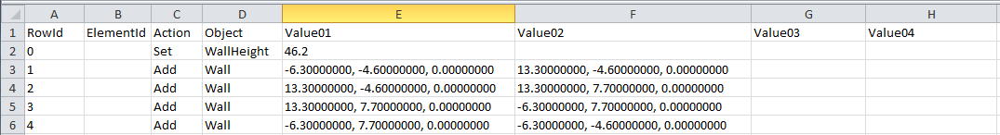 A B C D E F G H
1 RowId ElementId Action Object Value01 Value02 Value03 Value04
2 0 Set WallHeight 46.2
3 1 Add Wall -6.30000000, -4.60000000, 0.00000000 13.30000000, -4.60000000, 0.00000000
4 2 Add Wall 13.30000000, -4.60000000, 0.00000000 13.30000000, 7.70000000, 0.00000000
5 3 Add Wall 13.30000000, 7.70000000, 0.00000000 -6.30000000, 7.70000000, 0.00000000
6 4 Add Wall -6.30000000, 7.70000000, 0.00000000 -6.30000000, -4.60000000, 0.00000000